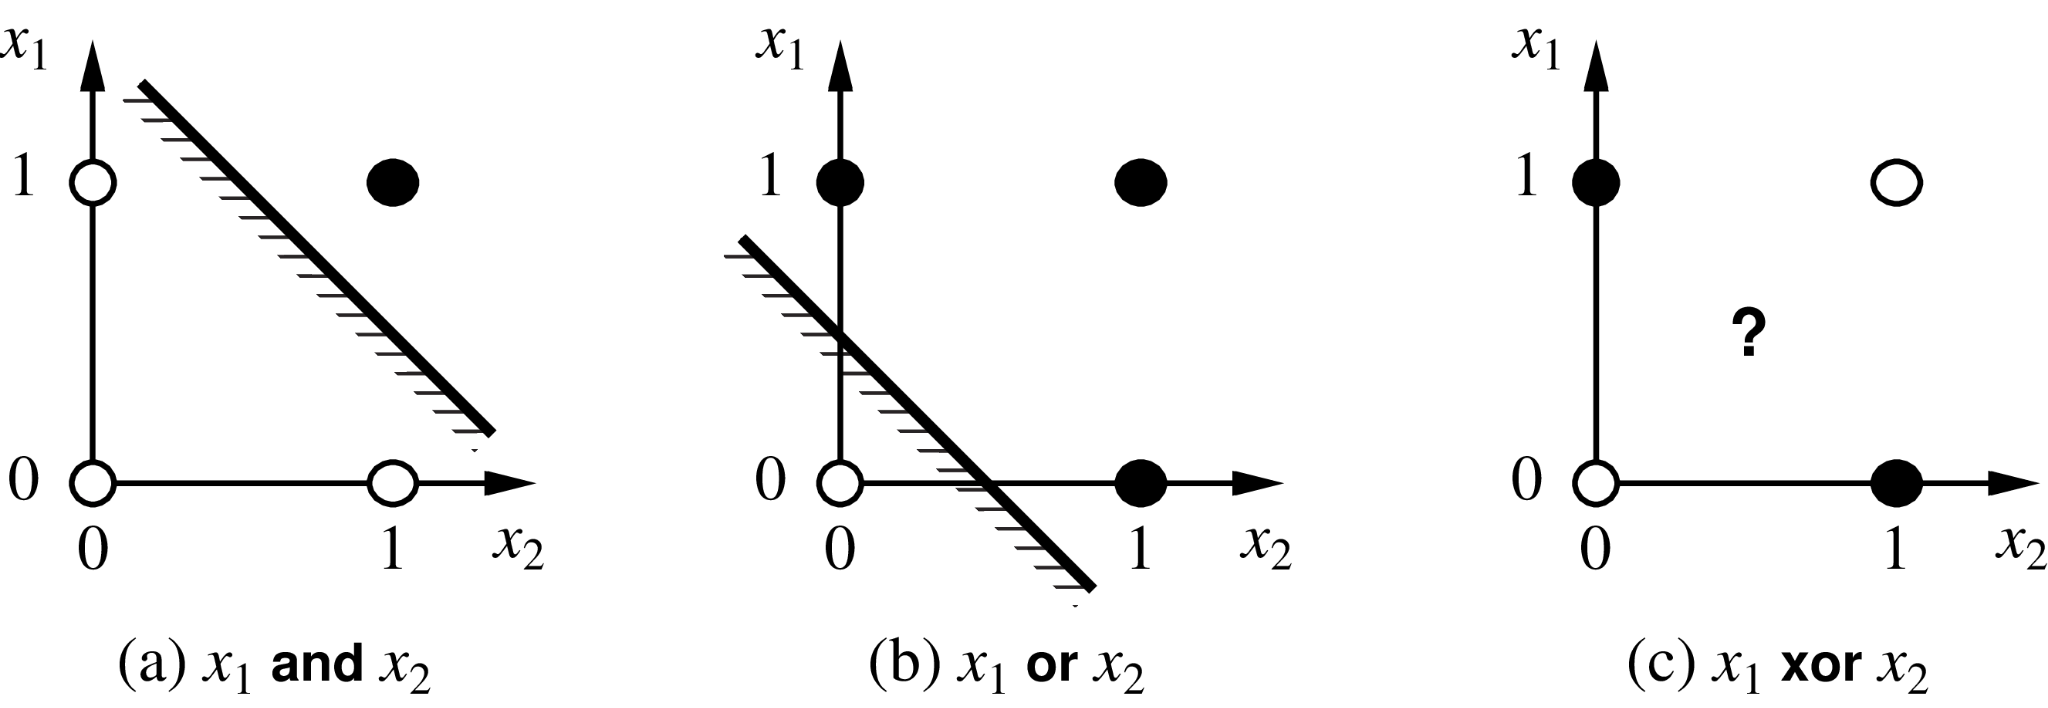 x₁ x₁ x₁
1 1 1
?
0 0 0
0 1 x₂ 0 1 x₂ 0 1 x₂
(a) x₁ and x₂ (b) x₁ or x₂ (c) x₁ xor x₂